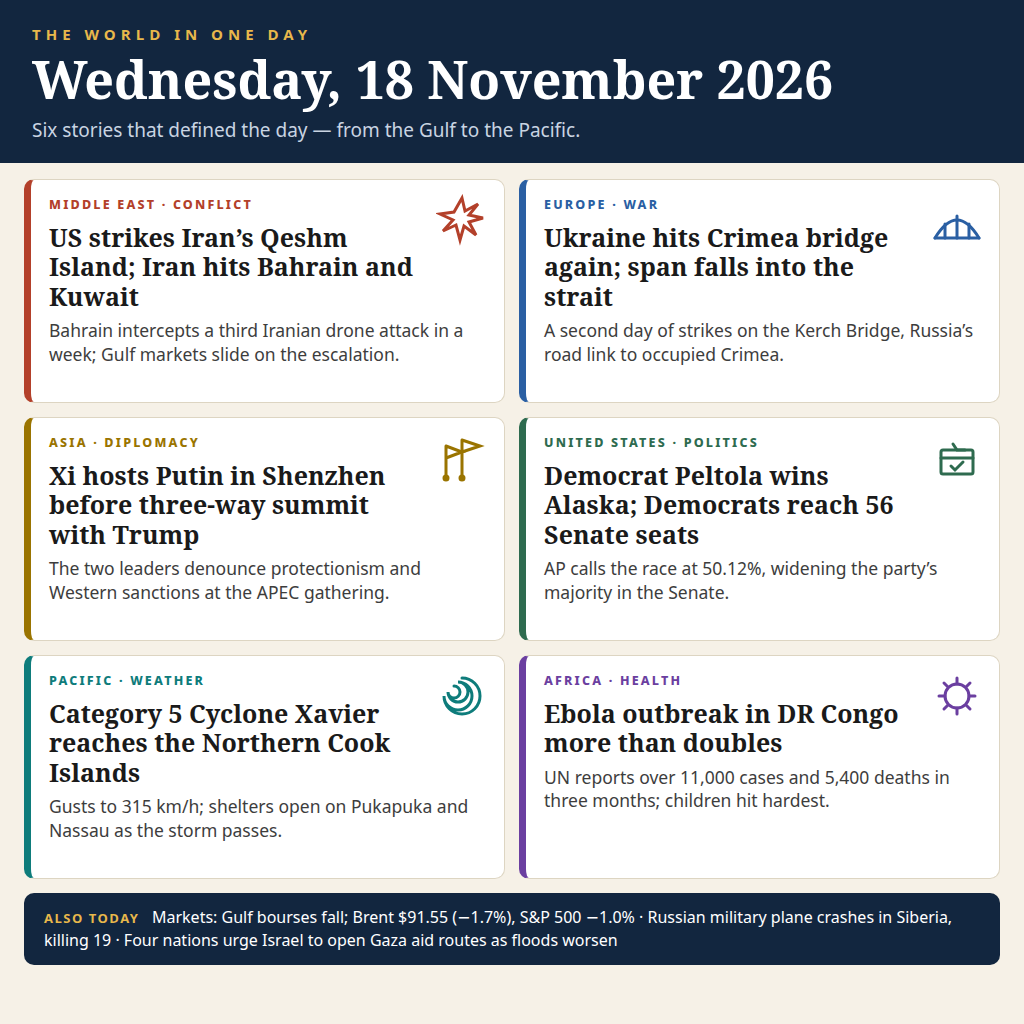 THE WORLD IN ONE DAY
Wednesday, 18 November 2026
Six stories that defined the day — from the Gulf to the Pacific.
MIDDLE EAST · CONFLICT
US strikes Iran’s Qeshm
Island; Iran hits Bahrain and
Kuwait
Bahrain intercepts a third Iranian drone attack in a
week; Gulf markets slide on the escalation.
EUROPE · WAR
Ukraine hits Crimea bridge
again; span falls into the
strait
A second day of strikes on the Kerch Bridge, Russia’s
road link to occupied Crimea.
ASIA · DIPLOMACY
Xi hosts Putin in Shenzhen
before three-way summit
with Trump
The two leaders denounce protectionism and
Western sanctions at the APEC gathering.
UNITED STATES · POLITICS
Democrat Peltola wins
Alaska; Democrats reach 56
Senate seats
AP calls the race at 50.12%, widening the party’s
majority in the Senate.
PACIFIC · WEATHER
Category 5 Cyclone Xavier
reaches the Northern Cook
Islands
Gusts to 315 km/h; shelters open on Pukapuka and
Nassau as the storm passes.
AFRICA · HEALTH
Ebola outbreak in DR Congo
more than doubles
UN reports over 11,000 cases and 5,400 deaths in
three months; children hit hardest.
ALSO TODAY Markets: Gulf bourses fall; Brent $91.55 (−1.7%), S&P 500 −1.0% · Russian military plane crashes in Siberia,
killing 19 · Four nations urge Israel to open Gaza aid routes as floods worsen